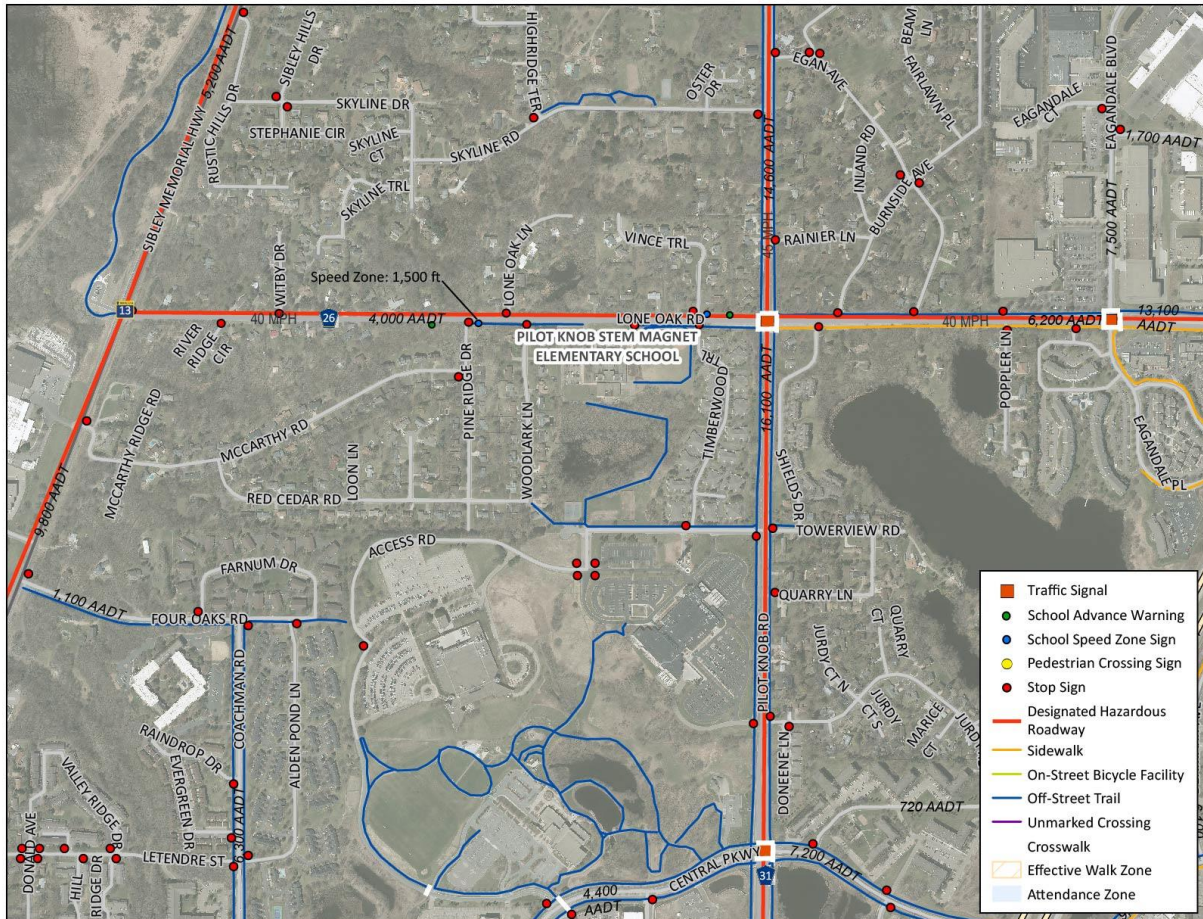 HIGHRIDGE TER
BEAM
LN
SIBLEY HILLS
DR
EGAN AVE
FAIRLAWN PL
EAGANDALE BLVD
OSTER
DR
5,200 AADT
RUSTIC HILLS DR
SKYLINE DR
EAGANDALE
CT
STEPHANIE CIR
SKYLINE
CT
SKYLINE RD
1,700 AADT
SIBLEY MEMORIAL HWY
SKYLINE TRL
14,600 AADT
INLAND RD
BURNSIDE AVE
7,500 AADT
VINCE TRL
RAINIER LN
45 MPH
WITBY DR
LONE OAK LN
Speed Zone: 1,500 ft
13
26
40 MPH
4,000 AADT
LONE OAK RD
40 MPH
6,200 AADT
13,100
AADT
RIVER
RIDGE CIR
PILOT KNOB STEM MAGNET
ELEMENTARY SCHOOL
PINE RIDGE DR
TRL
TIMBERWOOD
16,100 AADT
POPPLER LN
MCCARTHY RIDGE RD
MCCARTHY RD
LOON LN
WOODLARK LN
SHIELDS DR
EAGANDALE PL
RED CEDAR RD
9,800 AADT
ACCESS RD
TOWERVIEW RD
FARNUM DR
1,100 AADT
FOUR OAKS RD
QUARRY LN
QUARRY
CT
PILOT KNOB RD
JURDY CT N
JURDY
CT S
MARICE
CT
COACHMAN RD
ALDEN POND LN
RAINDROP DR
EVERGREEN DR
VALLEY RIDGE DR
DONEENE LN
720 AADT
6,300 AADT
LETENDRE ST
DONALD AVE
HILL
RIDGE DR
CENTRAL PKWY
7,200 AADT
4,400
AADT
31
Traffic Signal
School Advance Warning
School Speed Zone Sign
Pedestrian Crossing Sign
Stop Sign
Designated Hazardous
Roadway
Sidewalk
On-Street Bicycle Facility
Off-Street Trail
Unmarked Crossing
Crosswalk
Effective Walk Zone
Attendance Zone